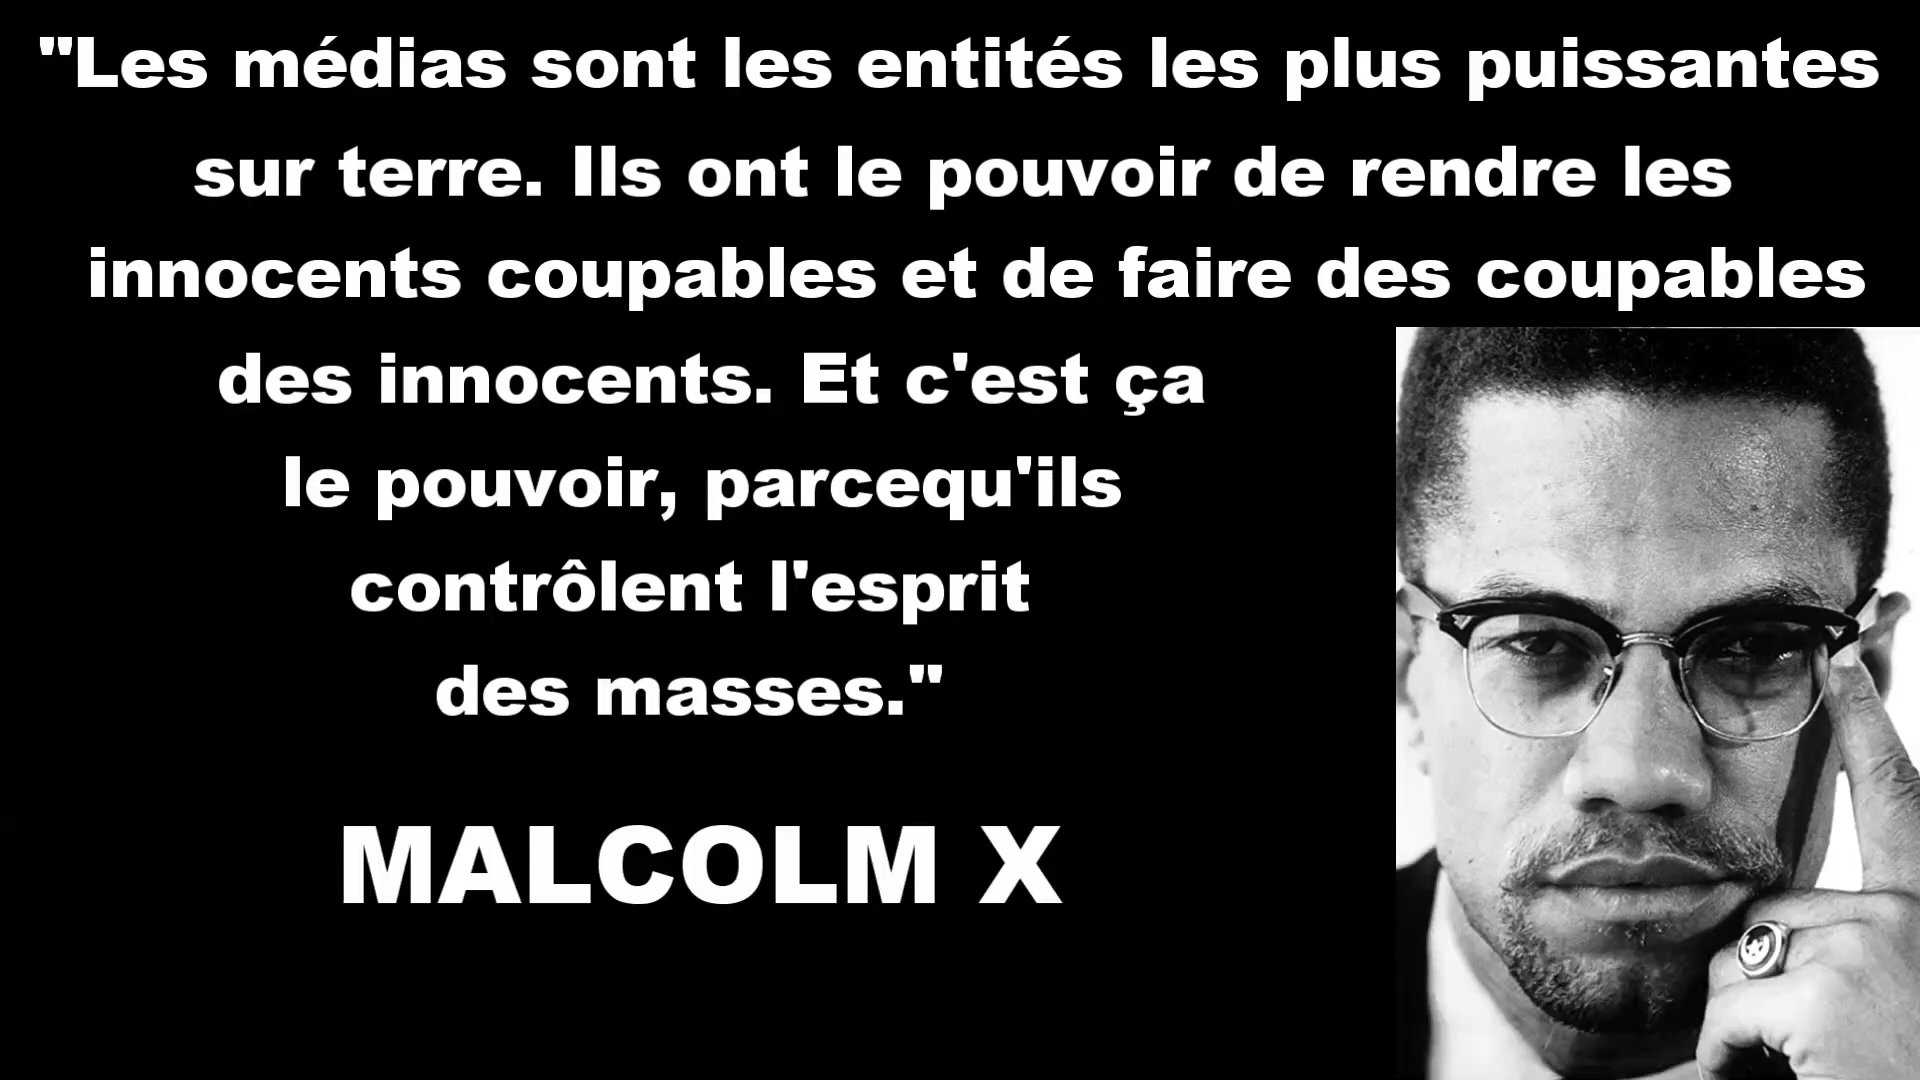 "Les médias sont les entités les plus puissantes
sur terre. Ils ont le pouvoir de rendre les
innocents coupables et de faire des coupables
des innocents. Et c'est ça
le pouvoir, parcequ'ils
contrôlent l'esprit
des masses."
MALCOLM X